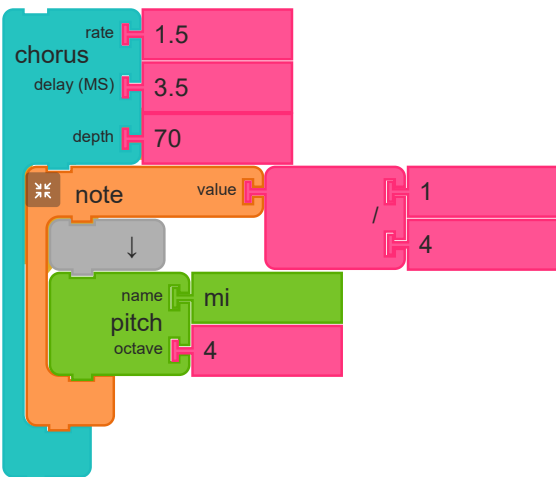 rate 1.5
chorus
delay (MS) 3.5
depth 70
note value / 1
4
↓
name mi
pitch
octave 4